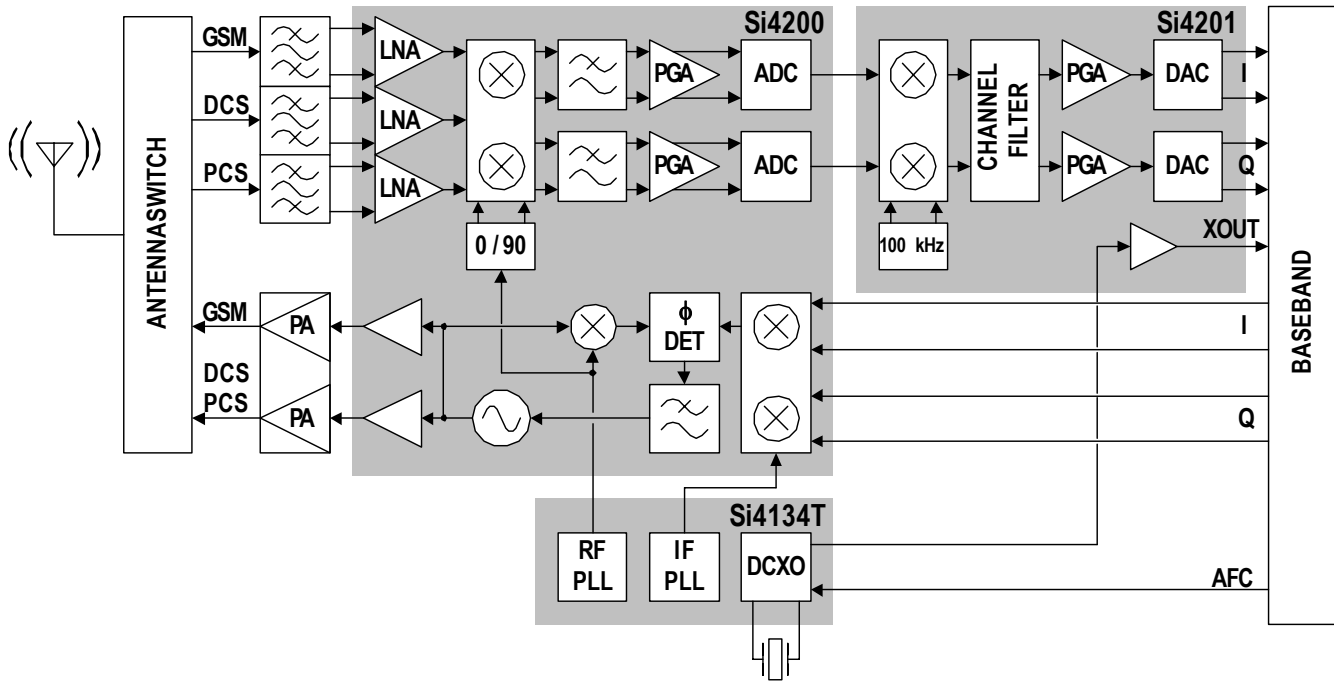 Si4200
Si4201
GSM
LNA
PGA
ADC
PGA
DAC
I
DCS
LNA
ANTENNASWITCH
CHANNEL
FILTER
PCS
LNA
PGA
ADC
PGA
DAC
Q
0 / 90
100 kHz
XOUT
BASEBAND
GSM
PA
ϕ
DET
I
DCS
PCS
PA
Q
Si4134T
RF
PLL
IF
PLL
DCXO
AFC